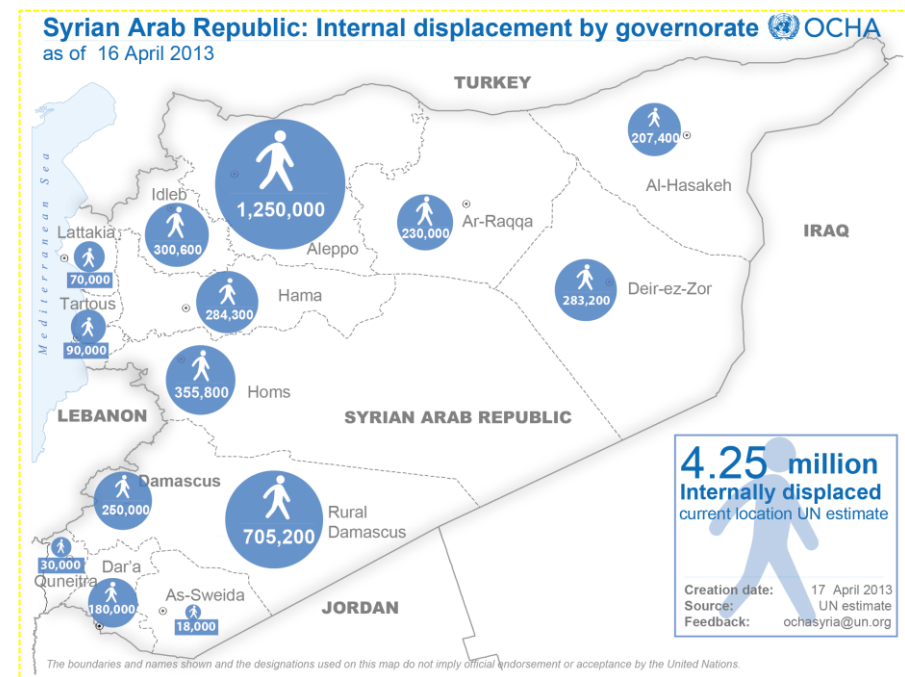 Syrian Arab Republic: Internal displacement by governorate OCHA
as of 16 April 2013
TURKEY
207,400
Al-Hasakeh
1,250,000
Aleppo
Idleb
300,600
230,000
Ar-Raqqa
IRAQ
Mediterranean Sea
Lattakia
70,000
Hama
284,300
283,200
Deir-ez-Zor
Tartous
90,000
355,800
Homs
LEBANON
SYRIAN ARAB REPUBLIC
Damascus
250,000
705,200
Rural
Damascus
30,000
Quneitra
Dar'a
180,000
As-Sweida
18,000
JORDAN
4.25 million
Internally displaced
current location UN estimate
Creation date: 17 April 2013
Source: UN estimate
Feedback: ochasyria@un.org
The boundaries and names shown and the designations used on this map do not imply official endorsement or acceptance by the United Nations.